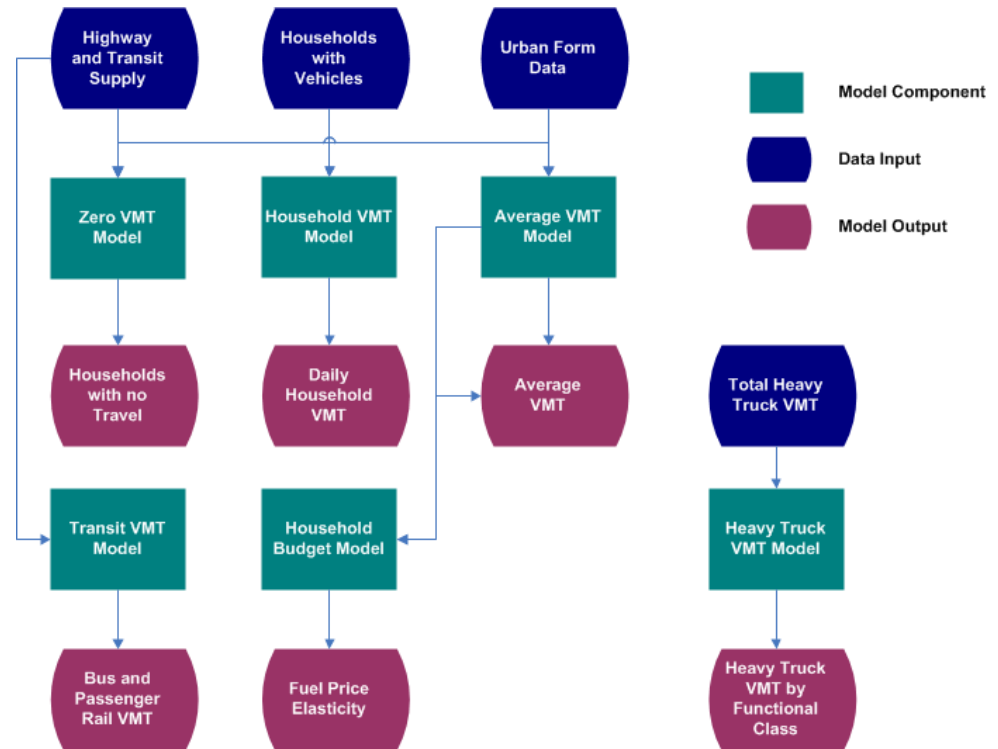 Highway
and Transit
Supply
Households
with
Vehicles
Urban Form
Data
Model Component
Data Input
Model Output
Zero VMT
Model
Household VMT
Model
Average VMT
Model
Households
with no
Travel
Daily
Household
VMT
Average
VMT
Total Heavy
Truck VMT
Transit VMT
Model
Household
Budget Model
Heavy Truck
VMT Model
Bus and
Passenger
Rail VMT
Fuel Price
Elasticity
Heavy Truck
VMT by
Functional
Class